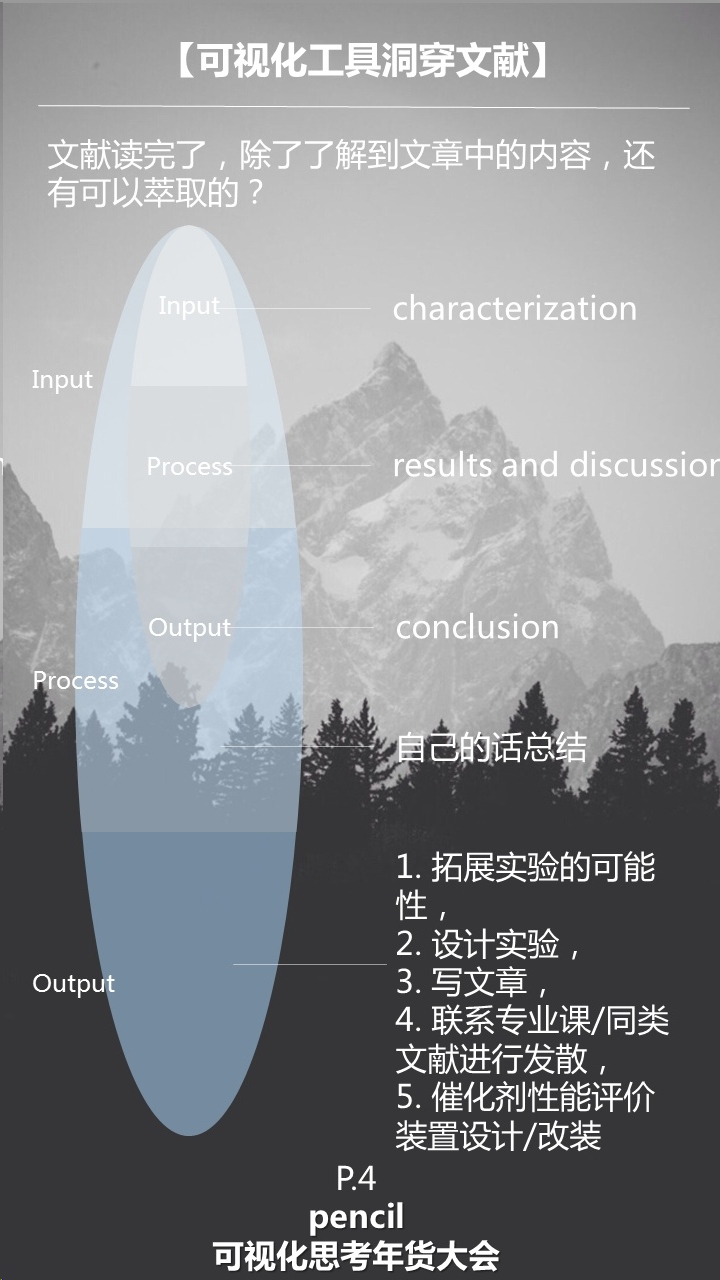 【可视化工具洞穿文献】
文献读完了，除了了解到文章中的内容，还
有可以萃取的？
Input
characterization
Input
Process
results and discussion
Output
conclusion
Process
自己的话总结
1. 拓展实验的可能
性，
2. 设计实验，
3. 写文章，
4. 联系专业课/同类
文献进行发散，
5. 催化剂性能评价
装置设计/改装
Output
P.4
pencil
可视化思考年货大会